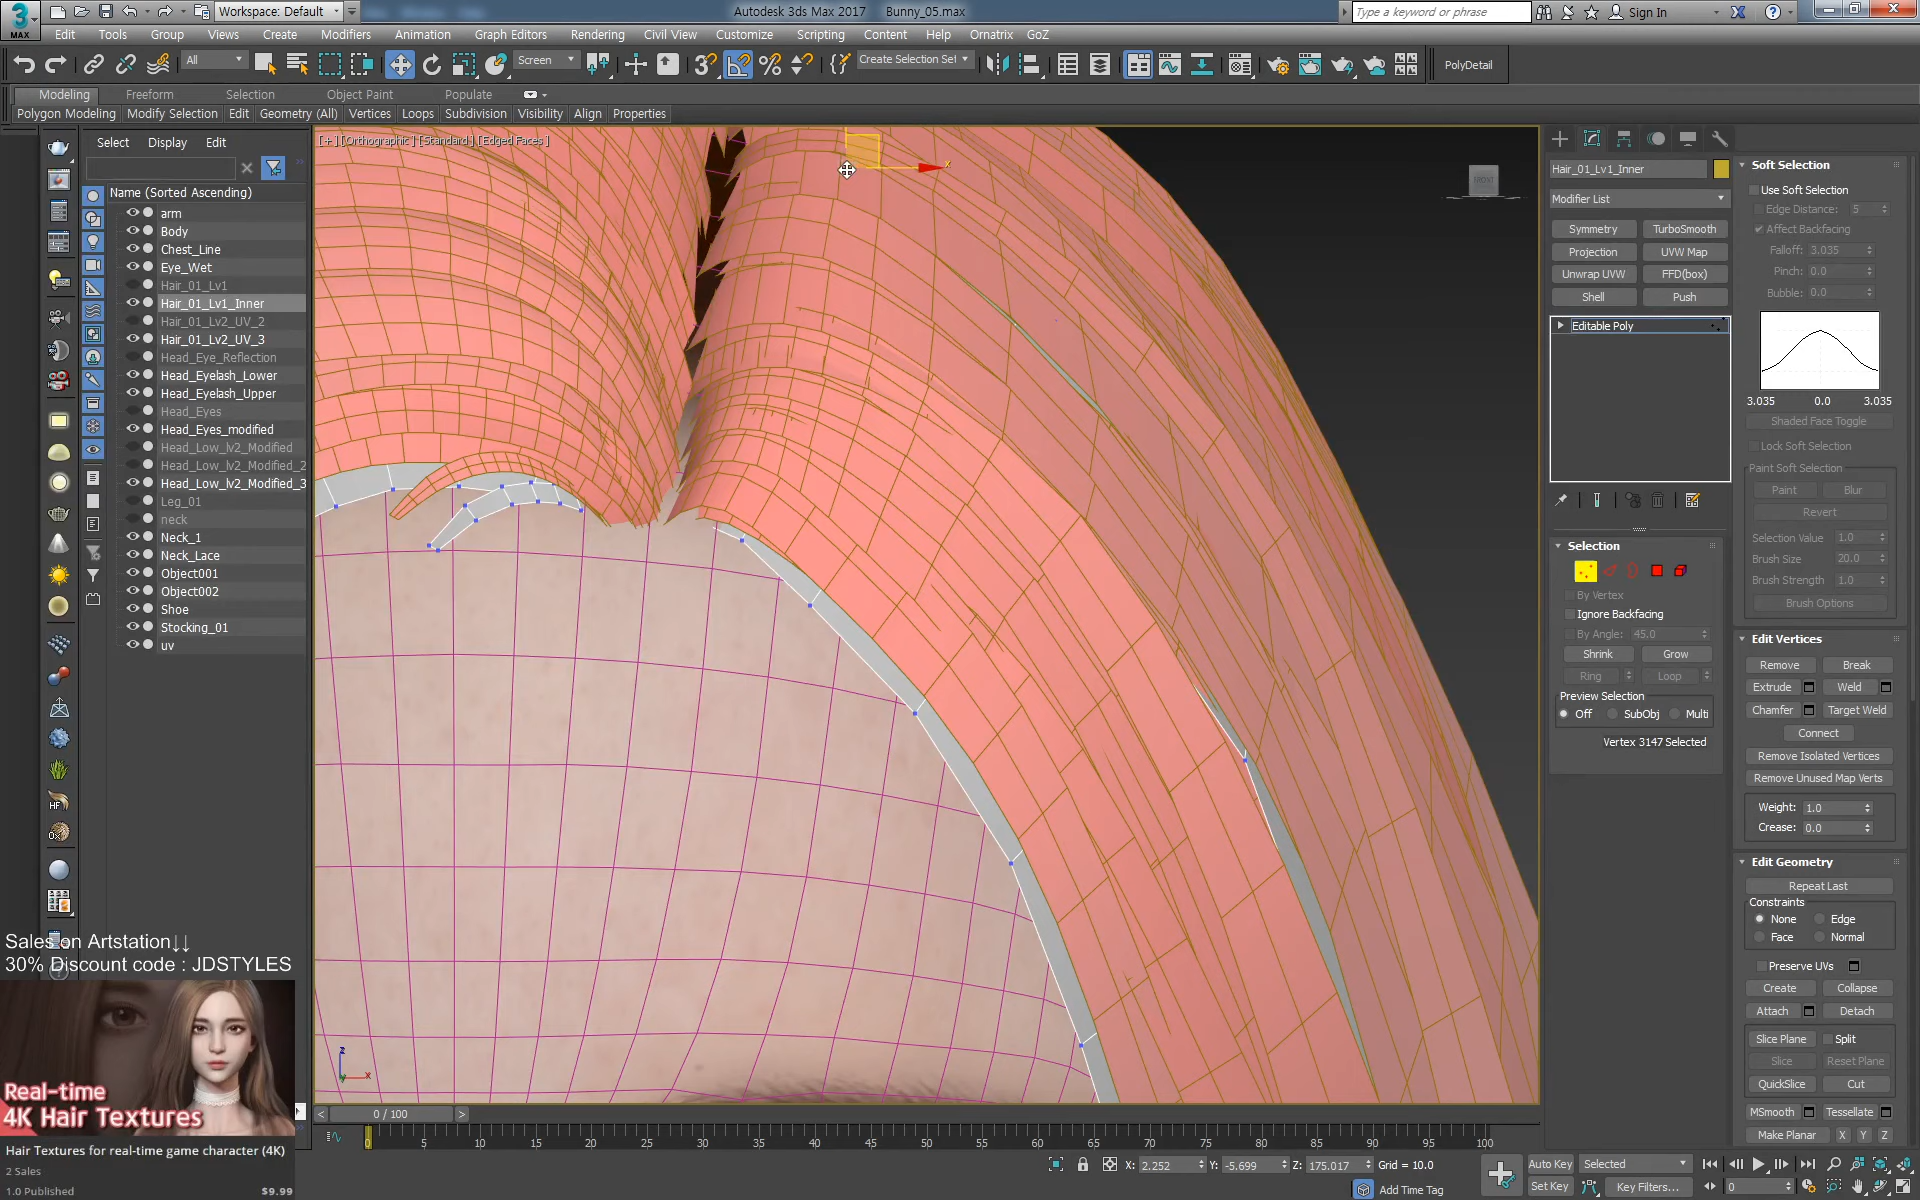 Workspace: Default
Autodesk 3ds Max 2017    Bunny_05.max
Type a keyword or phrase
Sign In
MAX
Edit Tools Group Views Create Modifiers Animation Graph Editors Rendering Civil View Customize Scripting Content Help Ornatrix GoZ
All
Screen
Create Selection Set
PolyDetail
Modeling Freeform Selection Object Paint Populate
Polygon Modeling Modify Selection Edit Geometry (All) Vertices Loops Subdivision Visibility Align Properties
Select Display Edit
Name (Sorted Ascending)
arm
Body
Chest_Line
Eye_Wet
Hair_01_Lv1
Hair_01_Lv1_Inner
Hair_01_Lv2_UV_2
Hair_01_Lv2_UV_3
Head_Eye_Reflection
Head_Eyelash_Lower
Head_Eyelash_Upper
Head_Eyes
Head_Eyes_modified
Head_Low_lv2_Modified
Head_Low_lv2_Modified_2
Head_Low_lv2_Modified_3
Leg_01
neck
Neck_1
Neck_Lace
Object001
Object002
Shoe
Stocking_01
uv
[+] [Orthographic] [Standard] [Edged Faces]
x
FRONT
z
x
Hair_01_Lv1_Inner
Modifier List
Symmetry TurboSmooth
Projection UVW Map
Unwrap UVW FFD(box)
Shell Push
Editable Poly
Selection
By Vertex
Ignore Backfacing
By Angle: 45.0
Shrink Grow
Ring Loop
Preview Selection
Off SubObj Multi
Vertex 3147 Selected
Soft Selection
Use Soft Selection
Edge Distance: 5
Affect Backfacing
Falloff: 3.035
Pinch: 0.0
Bubble: 0.0
3.035 0.0 3.035
Shaded Face Toggle
Lock Soft Selection
Paint Soft Selection
Paint Blur
Revert
Selection Value 1.0
Brush Size 20.0
Brush Strength 1.0
Brush Options
Edit Vertices
Remove Break
Extrude Weld
Chamfer Target Weld
Connect
Remove Isolated Vertices
Remove Unused Map Verts
Weight: 1.0
Crease: 0.0
Edit Geometry
Repeat Last
Constraints
None Edge
Face Normal
Preserve UVs
Create Collapse
Attach Detach
Slice Plane Split
Slice Reset Plane
QuickSlice Cut
MSmooth Tessellate
Make Planar X Y Z
Sales on Artstation↓↓
30% Discount code : JDSTYLES
Real-time
4K Hair Textures
Hair Textures for real-time game character (4K)
2 Sales
1.0 Published $9.99
< 0 / 100 >
0 5 10 15 20 25 30 35 40 45 50 55 60 65 70 75 80 85 90 95 100
X: 2.252 Y: -5.699 Z: 175.017 Grid = 10.0
Add Time Tag
Auto Key Selected
Set Key Key Filters... 0